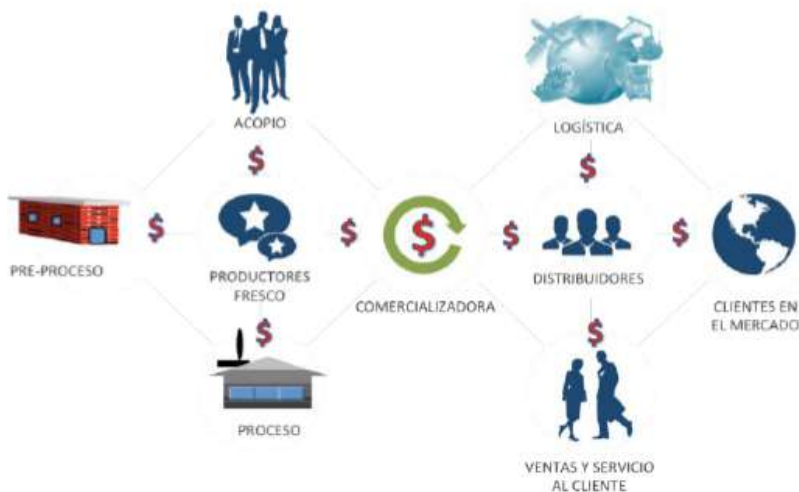 ACOPIO
LOGÍSTICA
$
$
PRE-PROCESO
$
PRODUCTORES
FRESCO
$
$
COMERCIALIZADORA
$
DISTRIBUIDORES
$
CLIENTES EN
EL MERCADO
$
$
PROCESO
VENTAS Y SERVICIO
AL CLIENTE